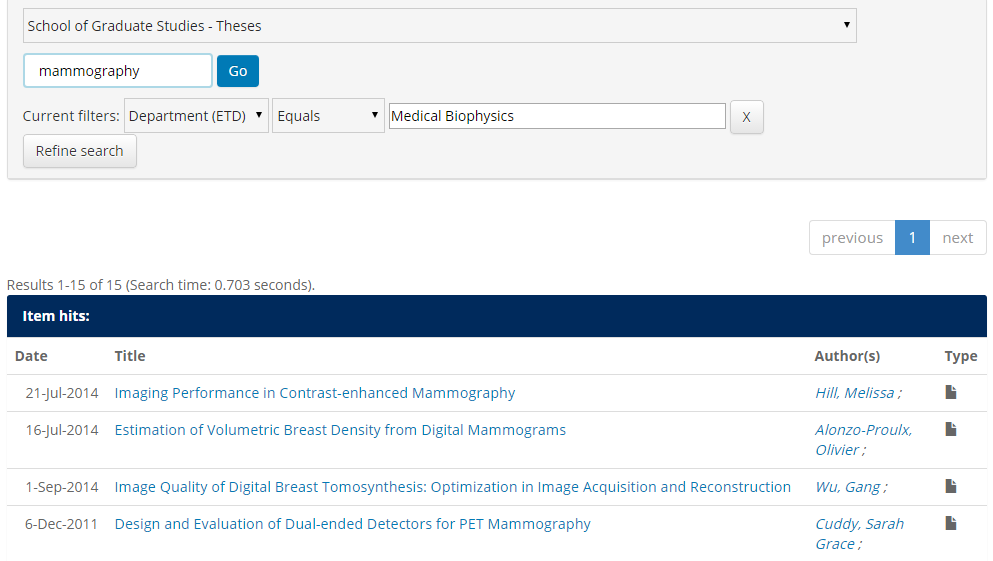 School of Graduate Studies - Theses
mammography Go
Current filters: Department (ETD) Equals Medical Biophysics X
Refine search
previous 1 next
Results 1-15 of 15 (Search time: 0.703 seconds).
Item hits:
Date Title Author(s) Type
21-Jul-2014 Imaging Performance in Contrast-enhanced Mammography Hill, Melissa ;
16-Jul-2014 Estimation of Volumetric Breast Density from Digital Mammograms Alonzo-Proulx,
Olivier ;
1-Sep-2014 Image Quality of Digital Breast Tomosynthesis: Optimization in Image Acquisition and Reconstruction Wu, Gang ;
6-Dec-2011 Design and Evaluation of Dual-ended Detectors for PET Mammography Cuddy, Sarah
Grace ;